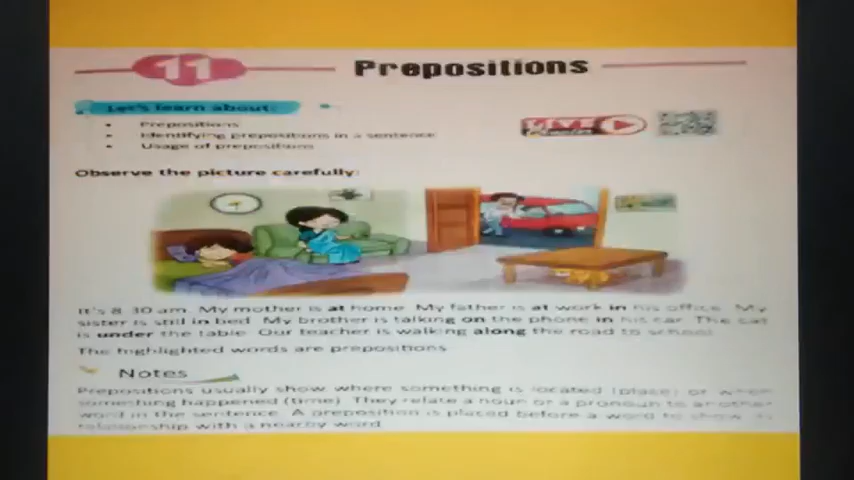 11
Prepositions
Let's learn about:
• Prepositions
• Identifying prepositions in a sentence
• Usage of prepositions
LIVE
Observe the picture carefully:
It's 8 30 am. My mother is at home. My father is at work in his office. My
sister is still in bed. My brother is talking on the phone in his car. The cat
is under the table. Our teacher is walking along the road to school.
The highlighted words are prepositions
Notes
Prepositions usually show where something is located (place) or when
something happened (time). They relate a noun or a pronoun to another
word in the sentence. A preposition is placed before a word to show its
relationship with a nearby word.